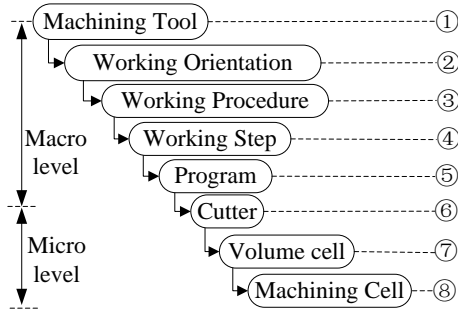 Machining Tool ①
Working Orientation ②
Working Procedure ③
Working Step ④
Macro
level
Program ⑤
Cutter ⑥
Micro
level
Volume cell ⑦
Machining Cell ⑧